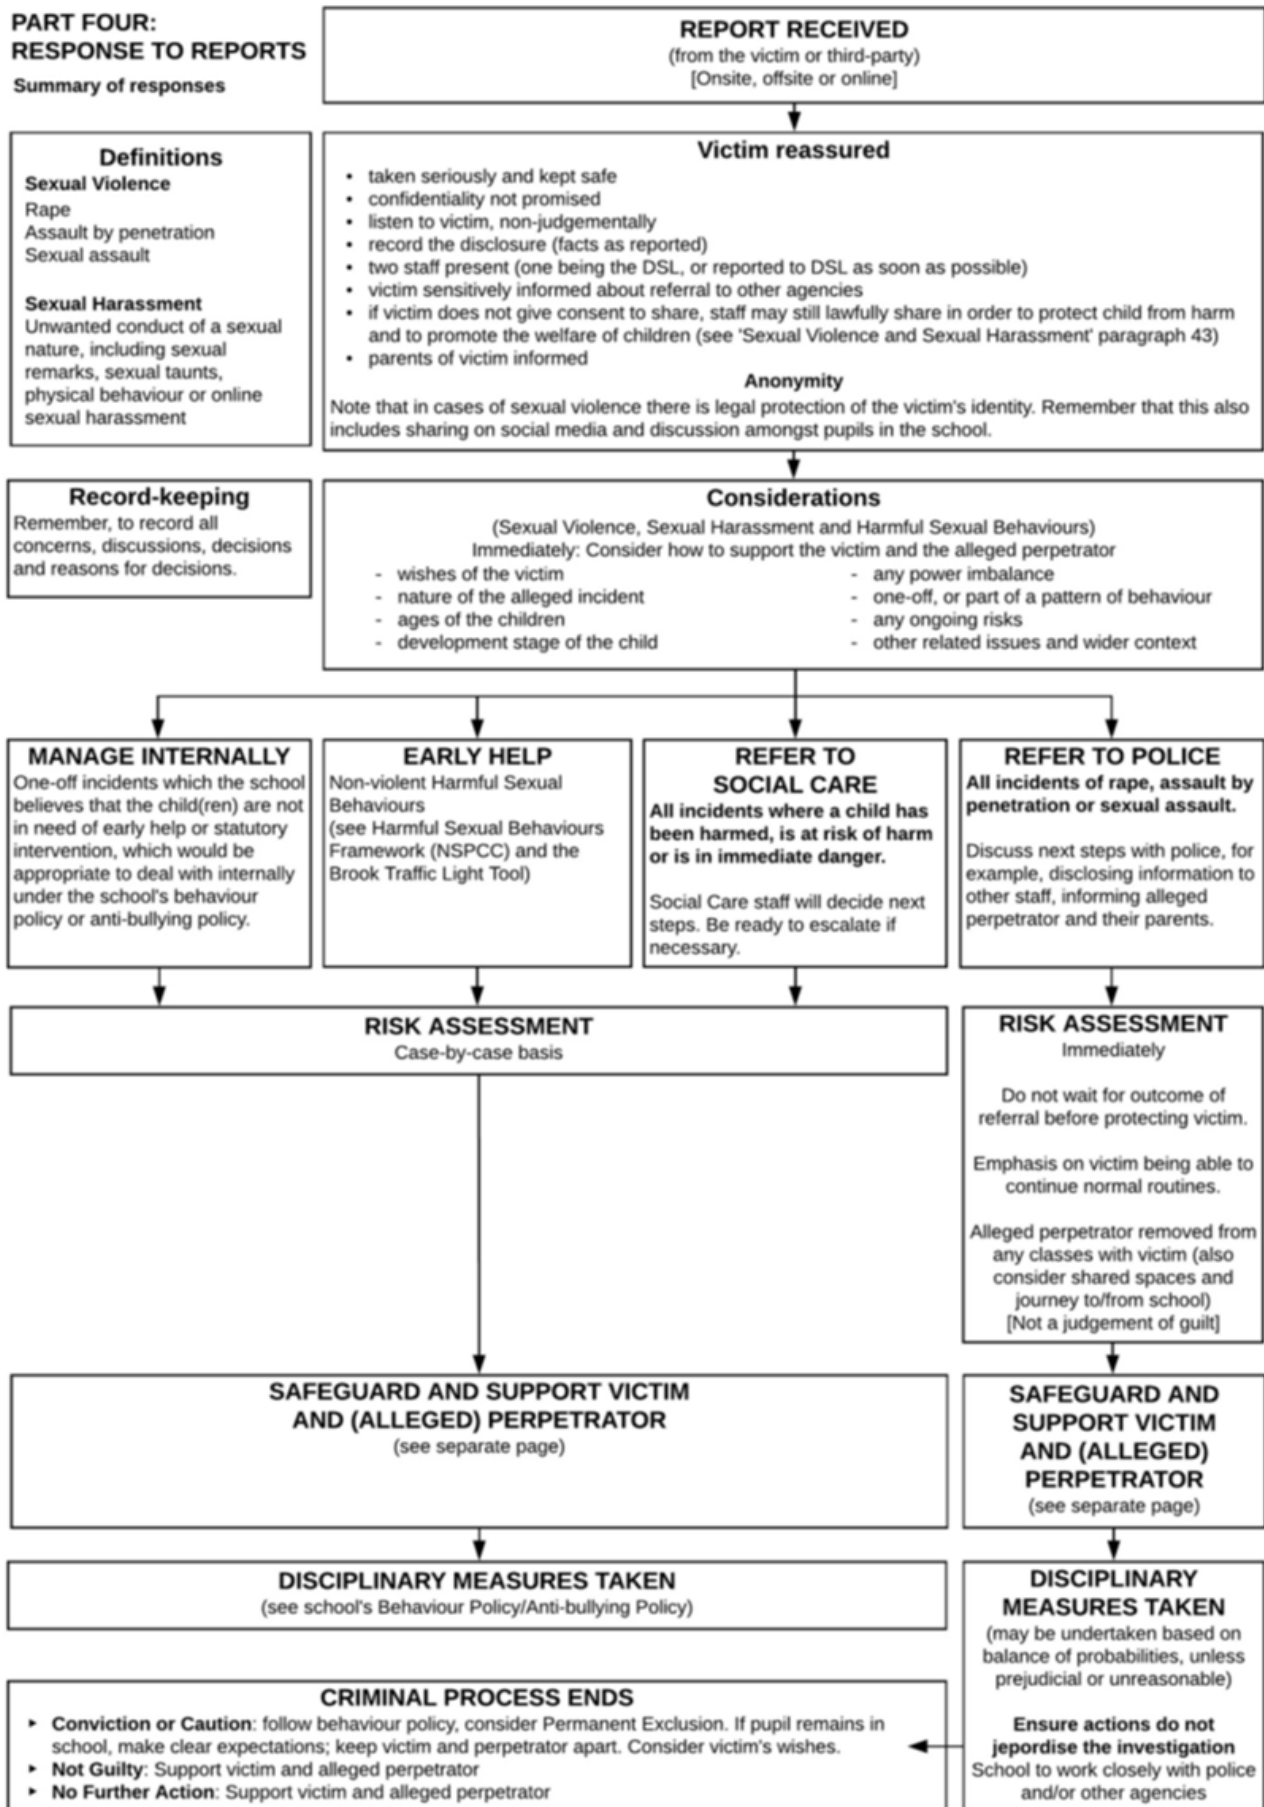 PART FOUR:
RESPONSE TO REPORTS
Summary of responses
REPORT RECEIVED
(from the victim or third-party)
[Onsite, offsite or online]
Definitions
Sexual Violence
Rape
Assault by penetration
Sexual assault
Sexual Harassment
Unwanted conduct of a sexual
nature, including sexual
remarks, sexual taunts,
physical behaviour or online
sexual harassment
Victim reassured
• taken seriously and kept safe
• confidentiality not promised
• listen to victim, non-judgementally
• record the disclosure (facts as reported)
• two staff present (one being the DSL, or reported to DSL as soon as possible)
• victim sensitively informed about referral to other agencies
• if victim does not give consent to share, staff may still lawfully share in order to protect child from harm
and to promote the welfare of children (see 'Sexual Violence and Sexual Harassment' paragraph 43)
• parents of victim informed
Anonymity
Note that in cases of sexual violence there is legal protection of the victim's identity. Remember that this also
includes sharing on social media and discussion amongst pupils in the school.
Record-keeping
Remember, to record all
concerns, discussions, decisions
and reasons for decisions.
Considerations
(Sexual Violence, Sexual Harassment and Harmful Sexual Behaviours)
Immediately: Consider how to support the victim and the alleged perpetrator
- wishes of the victim
- nature of the alleged incident
- ages of the children
- development stage of the child
- any power imbalance
- one-off, or part of a pattern of behaviour
- any ongoing risks
- other related issues and wider context
MANAGE INTERNALLY
One-off incidents which the school
believes that the child(ren) are not
in need of early help or statutory
intervention, which would be
appropriate to deal with internally
under the school's behaviour
policy or anti-bullying policy.
EARLY HELP
Non-violent Harmful Sexual
Behaviours
(see Harmful Sexual Behaviours
Framework (NSPCC) and the
Brook Traffic Light Tool)
REFER TO
SOCIAL CARE
All incidents where a child has
been harmed, is at risk of harm
or is in immediate danger.
Social Care staff will decide next
steps. Be ready to escalate if
necessary.
REFER TO POLICE
All incidents of rape, assault by
penetration or sexual assault.
Discuss next steps with police, for
example, disclosing information to
other staff, informing alleged
perpetrator and their parents.
RISK ASSESSMENT
Case-by-case basis
RISK ASSESSMENT
Immediately
Do not wait for outcome of
referral before protecting victim.
Emphasis on victim being able to
continue normal routines.
Alleged perpetrator removed from
any classes with victim (also
consider shared spaces and
journey to/from school)
[Not a judgement of guilt]
SAFEGUARD AND SUPPORT VICTIM
AND (ALLEGED) PERPETRATOR
(see separate page)
SAFEGUARD AND
SUPPORT VICTIM
AND (ALLEGED)
PERPETRATOR
(see separate page)
DISCIPLINARY MEASURES TAKEN
(see school's Behaviour Policy/Anti-bullying Policy)
DISCIPLINARY
MEASURES TAKEN
(may be undertaken based on
balance of probabilities, unless
prejudicial or unreasonable)
Ensure actions do not
jepordise the investigation
School to work closely with police
and/or other agencies
CRIMINAL PROCESS ENDS
▸ Conviction or Caution: follow behaviour policy, consider Permanent Exclusion. If pupil remains in
school, make clear expectations; keep victim and perpetrator apart. Consider victim's wishes.
▸ Not Guilty: Support victim and alleged perpetrator
▸ No Further Action: Support victim and alleged perpetrator